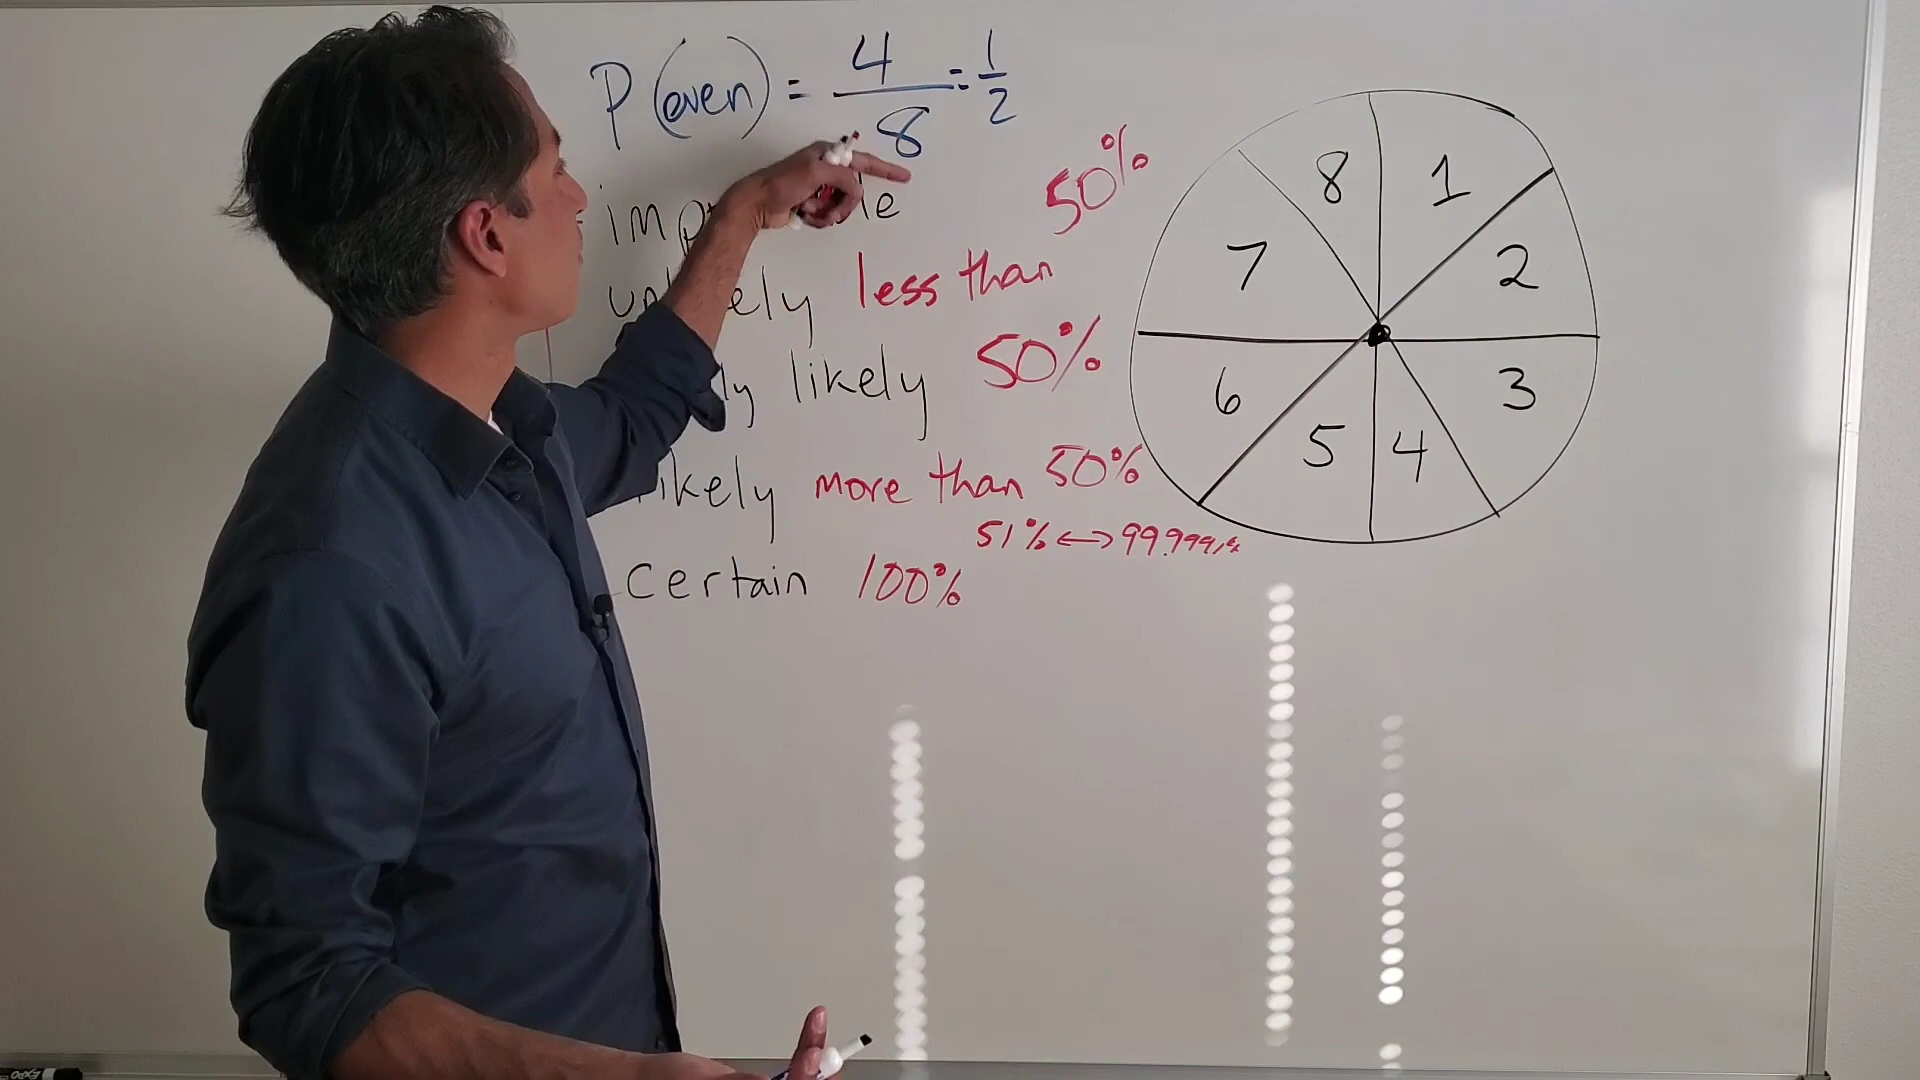 P(even) = 4/8 = 1/2
less than 50%
likely 50%
more than 50%
51% ↔ 99.999%
certain 100%
8 1
7 2
6 3
5 4
EXPO